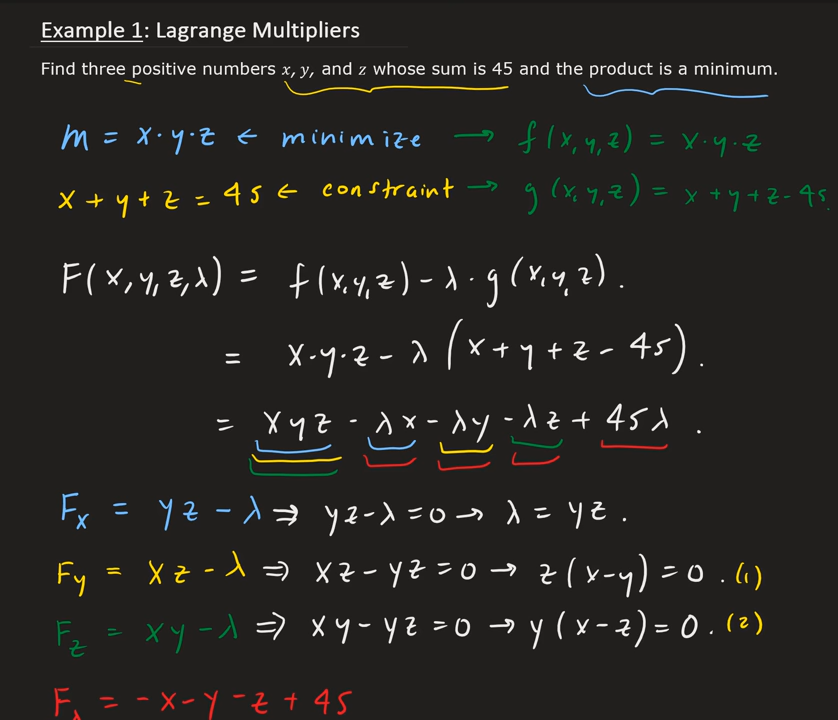 Example 1: Lagrange Multipliers
Find three positive numbers x, y, and z whose sum is 45 and the product is a minimum.
m = x·y·z ← minimize → f(x,y,z) = x·y·z
x + y + z = 45 ← constraint → g(x,y,z) = x+y+z-45.
F(x,y,z,λ) = f(x,y,z) - λ·g(x,y,z).
= x·y·z - λ(x+y+z-45).
= xyz - λx - λy - λz + 45λ.
Fx = yz - λ ⇒ yz-λ=0 → λ = yz.
Fy = xz - λ ⇒ xz-yz=0 → z(x-y)=0. (1)
Fz = xy - λ ⇒ xy-yz=0 → y(x-z)=0. (2)
Fλ = -x-y-z+45